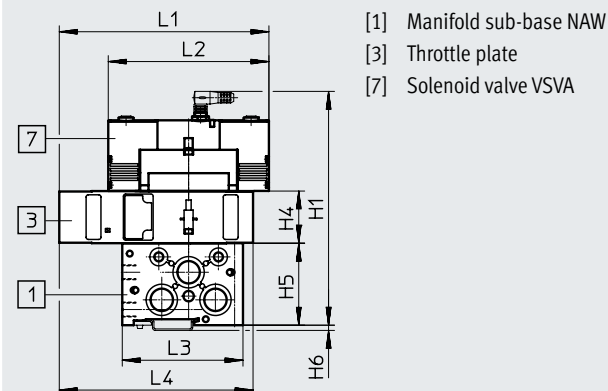 L1
L2
7
3
1
H1
H4
H5
H6
L3
L4
[1] Manifold sub-base NAW
[3] Throttle plate
[7] Solenoid valve VSVA